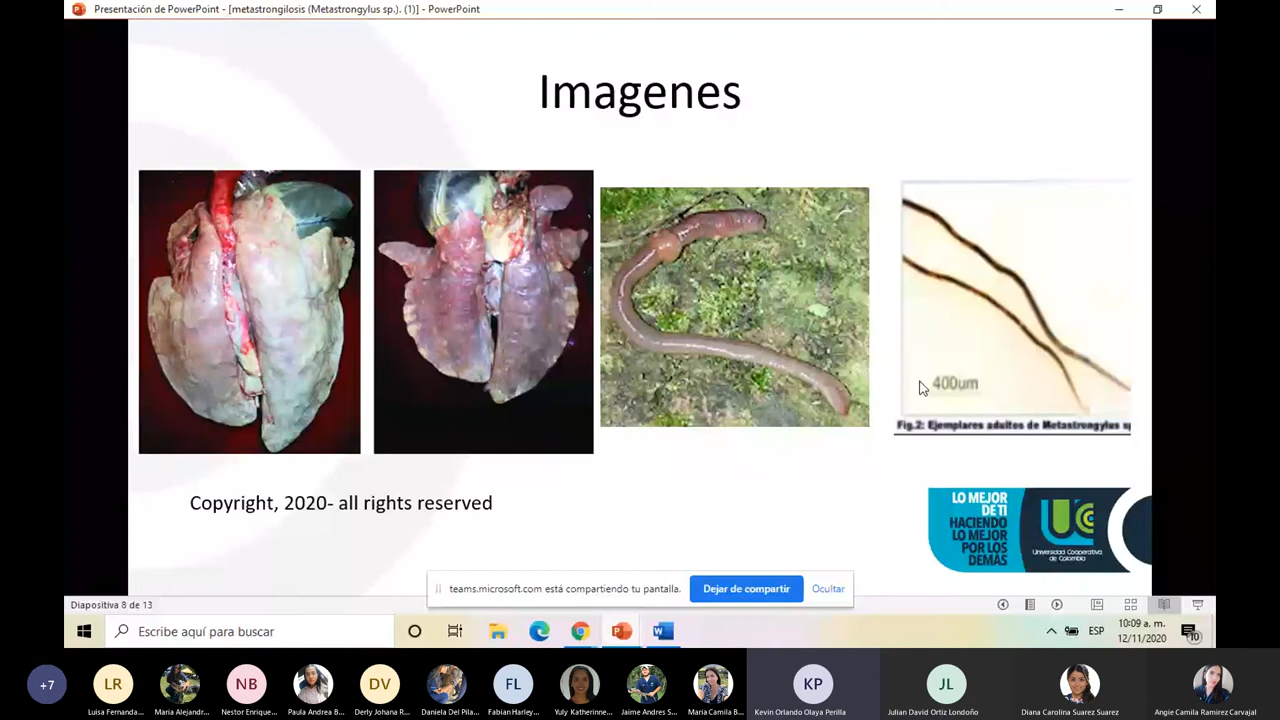 Presentación de PowerPoint - [metastrongilosis (Metastrongylus sp.). (1)] - PowerPoint
Imagenes
400um
Fig.2: Ejemplares adultos de Metastrongylus
Copyright, 2020- all rights reserved
LO MEJOR
DE TI
HACIENDO
LO MEJOR
POR LOS
DEMÁS
UCC
Universidad Cooperativa
de Colombia
teams.microsoft.com está compartiendo tu pantalla.
Dejar de compartir
Ocultar
Diapositiva 8 de 13
Escribe aquí para buscar
ESP
10:09 a. m.
12/11/2020
10
+7
LR
NB
DV
FL
KP
JL
Luisa Fernanda...
Maria Alejandr...
Nestor Enrique...
Paula Andrea B...
Derly Johana R...
Daniela Del Pila...
Fabian Harley...
Yuly Katherinne...
Jaime Andres S...
Maria Camila B...
Kevin Orlando Olaya Perilla
Julian David Ortiz Londoño
Diana Carolina Suarez Suarez
Angie Camila Ramirez Carvajal